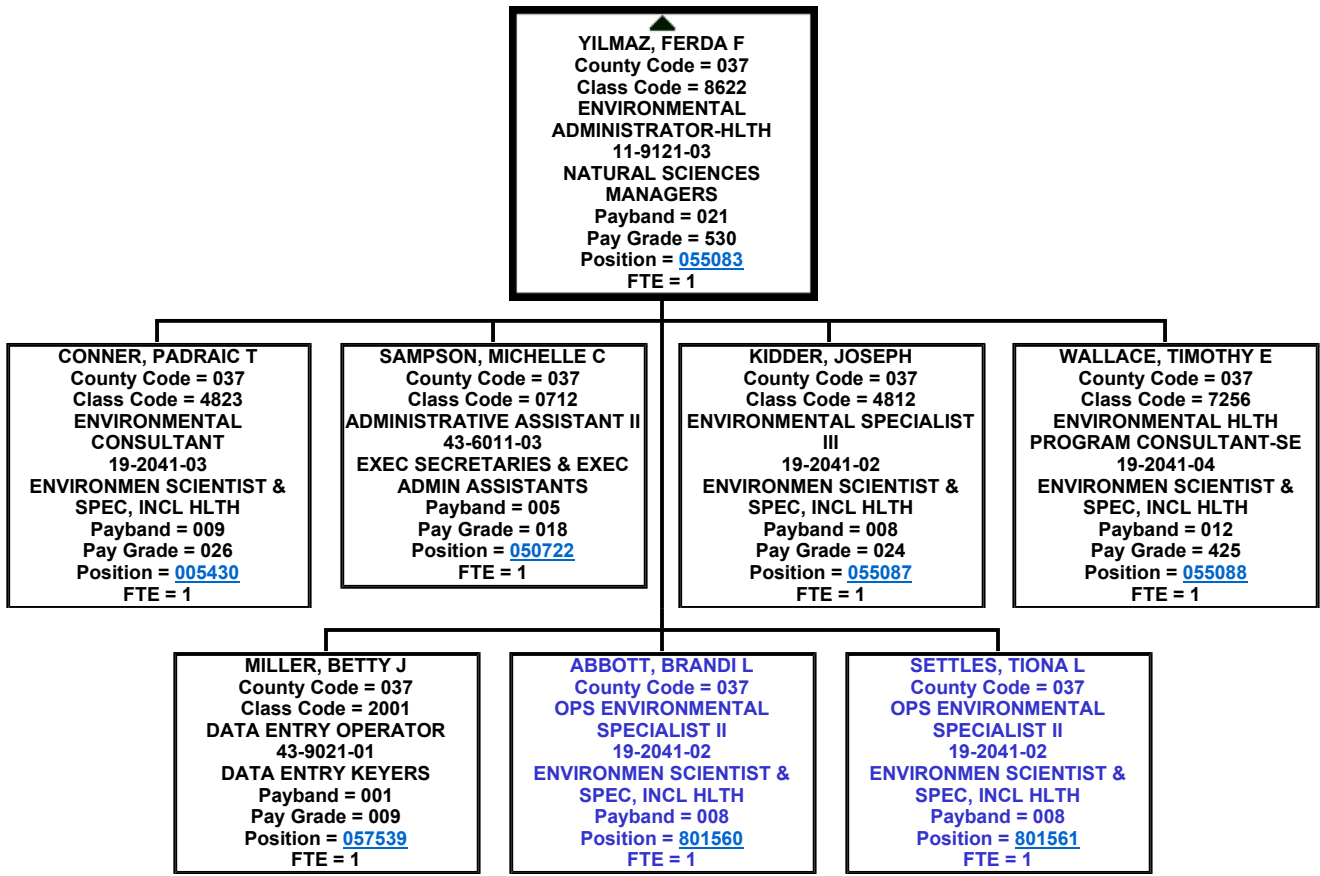 YILMAZ, FERDA F
County Code = 037
Class Code = 8622
ENVIRONMENTAL
ADMINISTRATOR-HLTH
11-9121-03
NATURAL SCIENCES
MANAGERS
Payband = 021
Pay Grade = 530
Position = 055083
FTE = 1
CONNER, PADRAIC T
County Code = 037
Class Code = 4823
ENVIRONMENTAL
CONSULTANT
19-2041-03
ENVIRONMEN SCIENTIST &
SPEC, INCL HLTH
Payband = 009
Pay Grade = 026
Position = 005430
FTE = 1
SAMPSON, MICHELLE C
County Code = 037
Class Code = 0712
ADMINISTRATIVE ASSISTANT II
43-6011-03
EXEC SECRETARIES & EXEC
ADMIN ASSISTANTS
Payband = 005
Pay Grade = 018
Position = 050722
FTE = 1
KIDDER, JOSEPH
County Code = 037
Class Code = 4812
ENVIRONMENTAL SPECIALIST
III
19-2041-02
ENVIRONMEN SCIENTIST &
SPEC, INCL HLTH
Payband = 008
Pay Grade = 024
Position = 055087
FTE = 1
WALLACE, TIMOTHY E
County Code = 037
Class Code = 7256
ENVIRONMENTAL HLTH
PROGRAM CONSULTANT-SE
19-2041-04
ENVIRONMEN SCIENTIST &
SPEC, INCL HLTH
Payband = 012
Pay Grade = 425
Position = 055088
FTE = 1
MILLER, BETTY J
County Code = 037
Class Code = 2001
DATA ENTRY OPERATOR
43-9021-01
DATA ENTRY KEYERS
Payband = 001
Pay Grade = 009
Position = 057539
FTE = 1
ABBOTT, BRANDI L
County Code = 037
OPS ENVIRONMENTAL
SPECIALIST II
19-2041-02
ENVIRONMEN SCIENTIST &
SPEC, INCL HLTH
Payband = 008
Position = 801560
FTE = 1
SETTLES, TIONA L
County Code = 037
OPS ENVIRONMENTAL
SPECIALIST II
19-2041-02
ENVIRONMEN SCIENTIST &
SPEC, INCL HLTH
Payband = 008
Position = 801561
FTE = 1